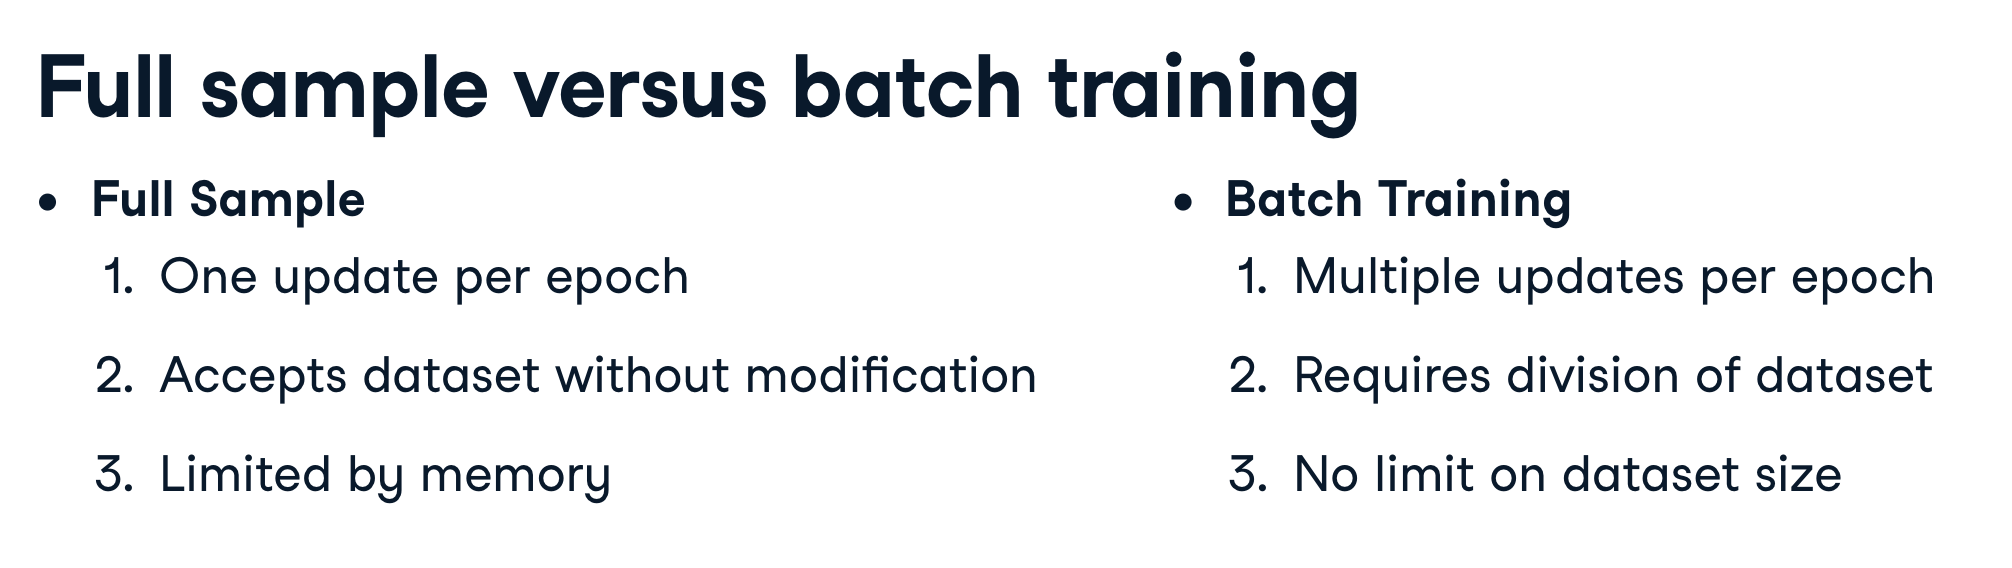 Full sample versus batch training
• Full Sample
1. One update per epoch
2. Accepts dataset without modification
3. Limited by memory
• Batch Training
1. Multiple updates per epoch
2. Requires division of dataset
3. No limit on dataset size